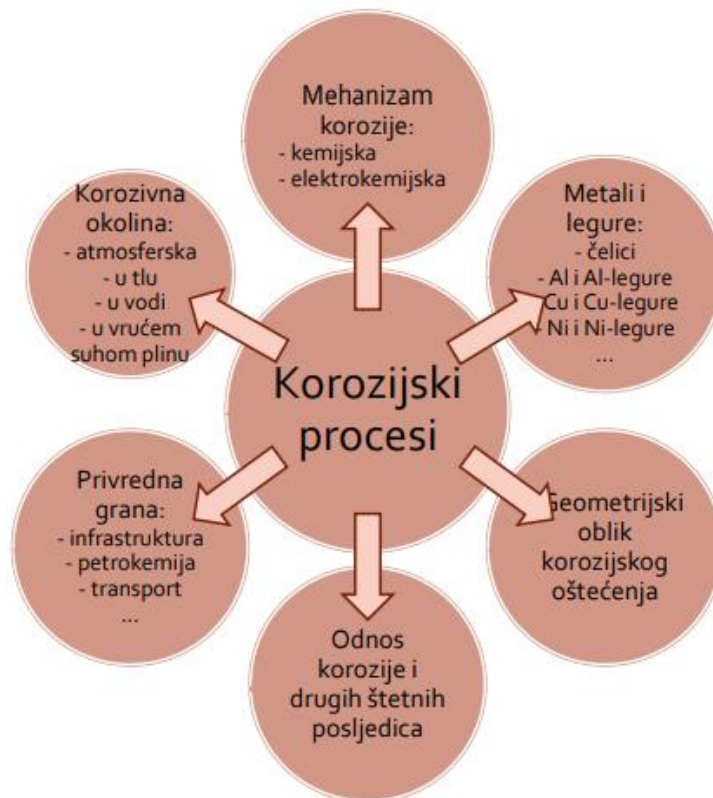 Mehanizam
korozije:
- kemijska
- elektrokemijska
Korozivna
okolina:
- atmosferska
- u tlu
- u vodi
- u vrućem
suhom plinu
Metali i
legure:
- čelici
- Al i Al-legure
- Cu i Cu-legure
- Ni i Ni-legure
...
Korozijski
procesi
Privredna
grana:
- infrastruktura
- petrokemija
- transport
...
Geometrijski
oblik
korozijskog
oštećenja
Odnos
korozije i
drugih štetnih
posljedica